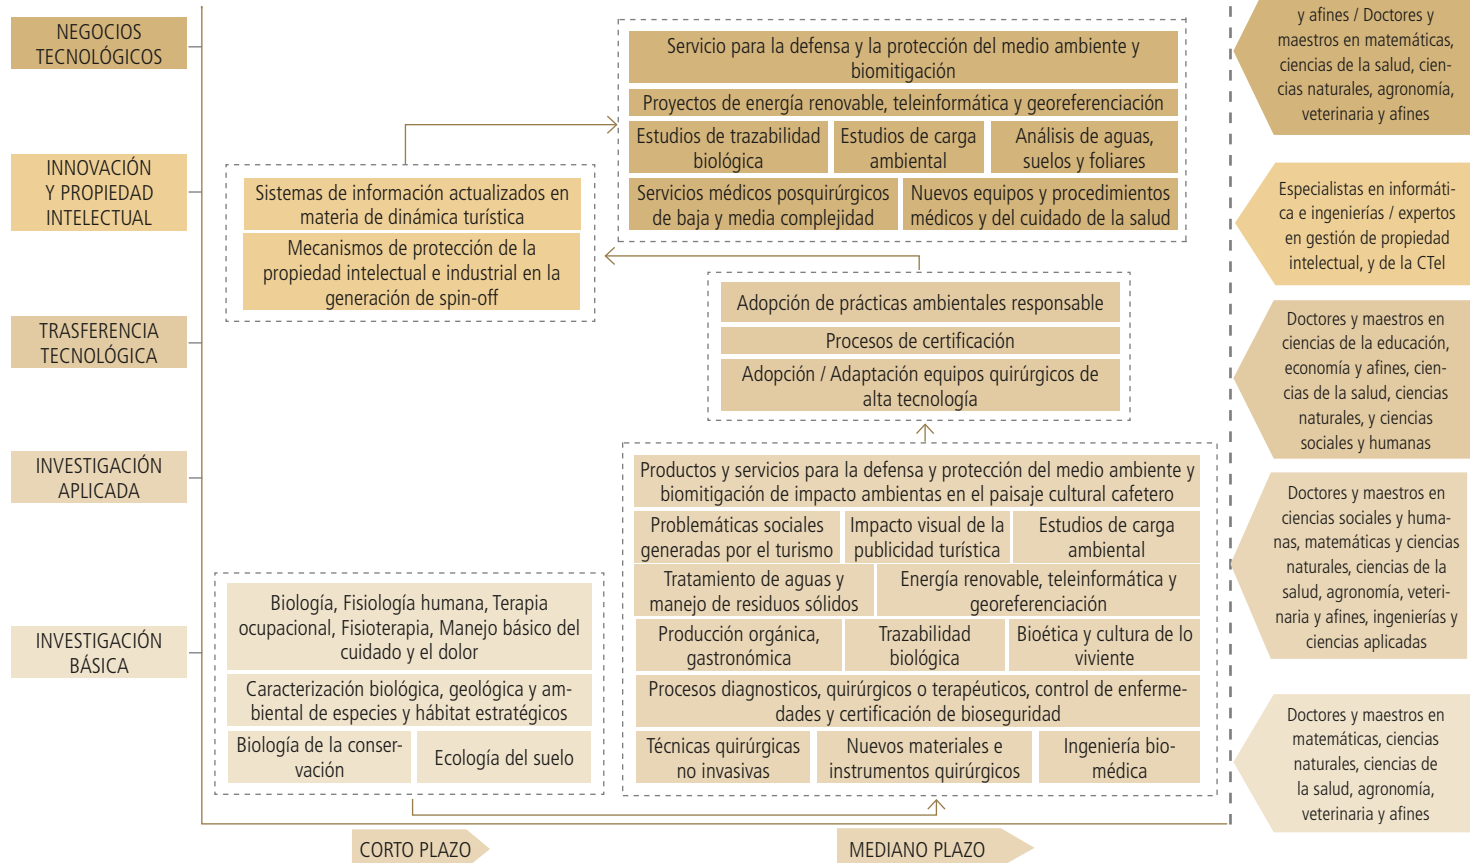 NEGOCIOS
TECNOLÓGICOS
INNOVACIÓN
Y PROPIEDAD
INTELECTUAL
TRASFERENCIA
TECNOLÓGICA
INVESTIGACIÓN
APLICADA
INVESTIGACIÓN
BÁSICA
Servicio para la defensa y la protección del medio ambiente y
biomitigación
Proyectos de energía renovable, teleinformática y georeferenciación
Estudios de trazabilidad
biológica
Estudios de carga
ambiental
Análisis de aguas,
suelos y foliares
Servicios médicos posquirúrgicos
de baja y media complejidad
Nuevos equipos y procedimientos
médicos y del cuidado de la salud
Sistemas de información actualizados en
materia de dinámica turística
Mecanismos de protección de la
propiedad intelectual e industrial en la
generación de spin-off
Adopción de prácticas ambientales responsable
Procesos de certificación
Adopción / Adaptación equipos quirúrgicos de
alta tecnología
Productos y servicios para la defensa y protección del medio ambiente y
biomitigación de impacto ambientas en el paisaje cultural cafetero
Problemáticas sociales
generadas por el turismo
Impacto visual de la
publicidad turística
Estudios de carga
ambiental
Tratamiento de aguas y
manejo de residuos sólidos
Energía renovable, teleinformática y
georeferenciación
Producción orgánica,
gastronómica
Trazabilidad
biológica
Bioética y cultura de lo
viviente
Procesos diagnosticos, quirúrgicos o terapéuticos, control de enferme-
dades y certificación de bioseguridad
Técnicas quirúrgicas
no invasivas
Nuevos materiales e
instrumentos quirúrgicos
Ingeniería bio-
médica
Biología, Fisiología humana, Terapia
ocupacional, Fisioterapia, Manejo básico del
cuidado y el dolor
Caracterización biológica, geológica y am-
biental de especies y hábitat estratégicos
Biología de la conser-
vación
Ecología del suelo
CORTO PLAZO
MEDIANO PLAZO
y afines / Doctores y
maestros en matemáticas,
ciencias de la salud, cien-
cias naturales, agronomía,
veterinaria y afines
Especialistas en informáti-
ca e ingenierías / expertos
en gestión de propiedad
intelectual, y de la CTel
Doctores y maestros en
ciencias de la educación,
economía y afines, cien-
cias de la salud, ciencias
naturales, y ciencias
sociales y humanas
Doctores y maestros en
ciencias sociales y huma-
nas, matemáticas y ciencias
naturales, ciencias de la
salud, agronomía, veteri-
naria y afines, ingenierías y
ciencias aplicadas
Doctores y maestros en
matemáticas, ciencias
naturales, ciencias de
la salud, agronomía,
veterinaria y afines